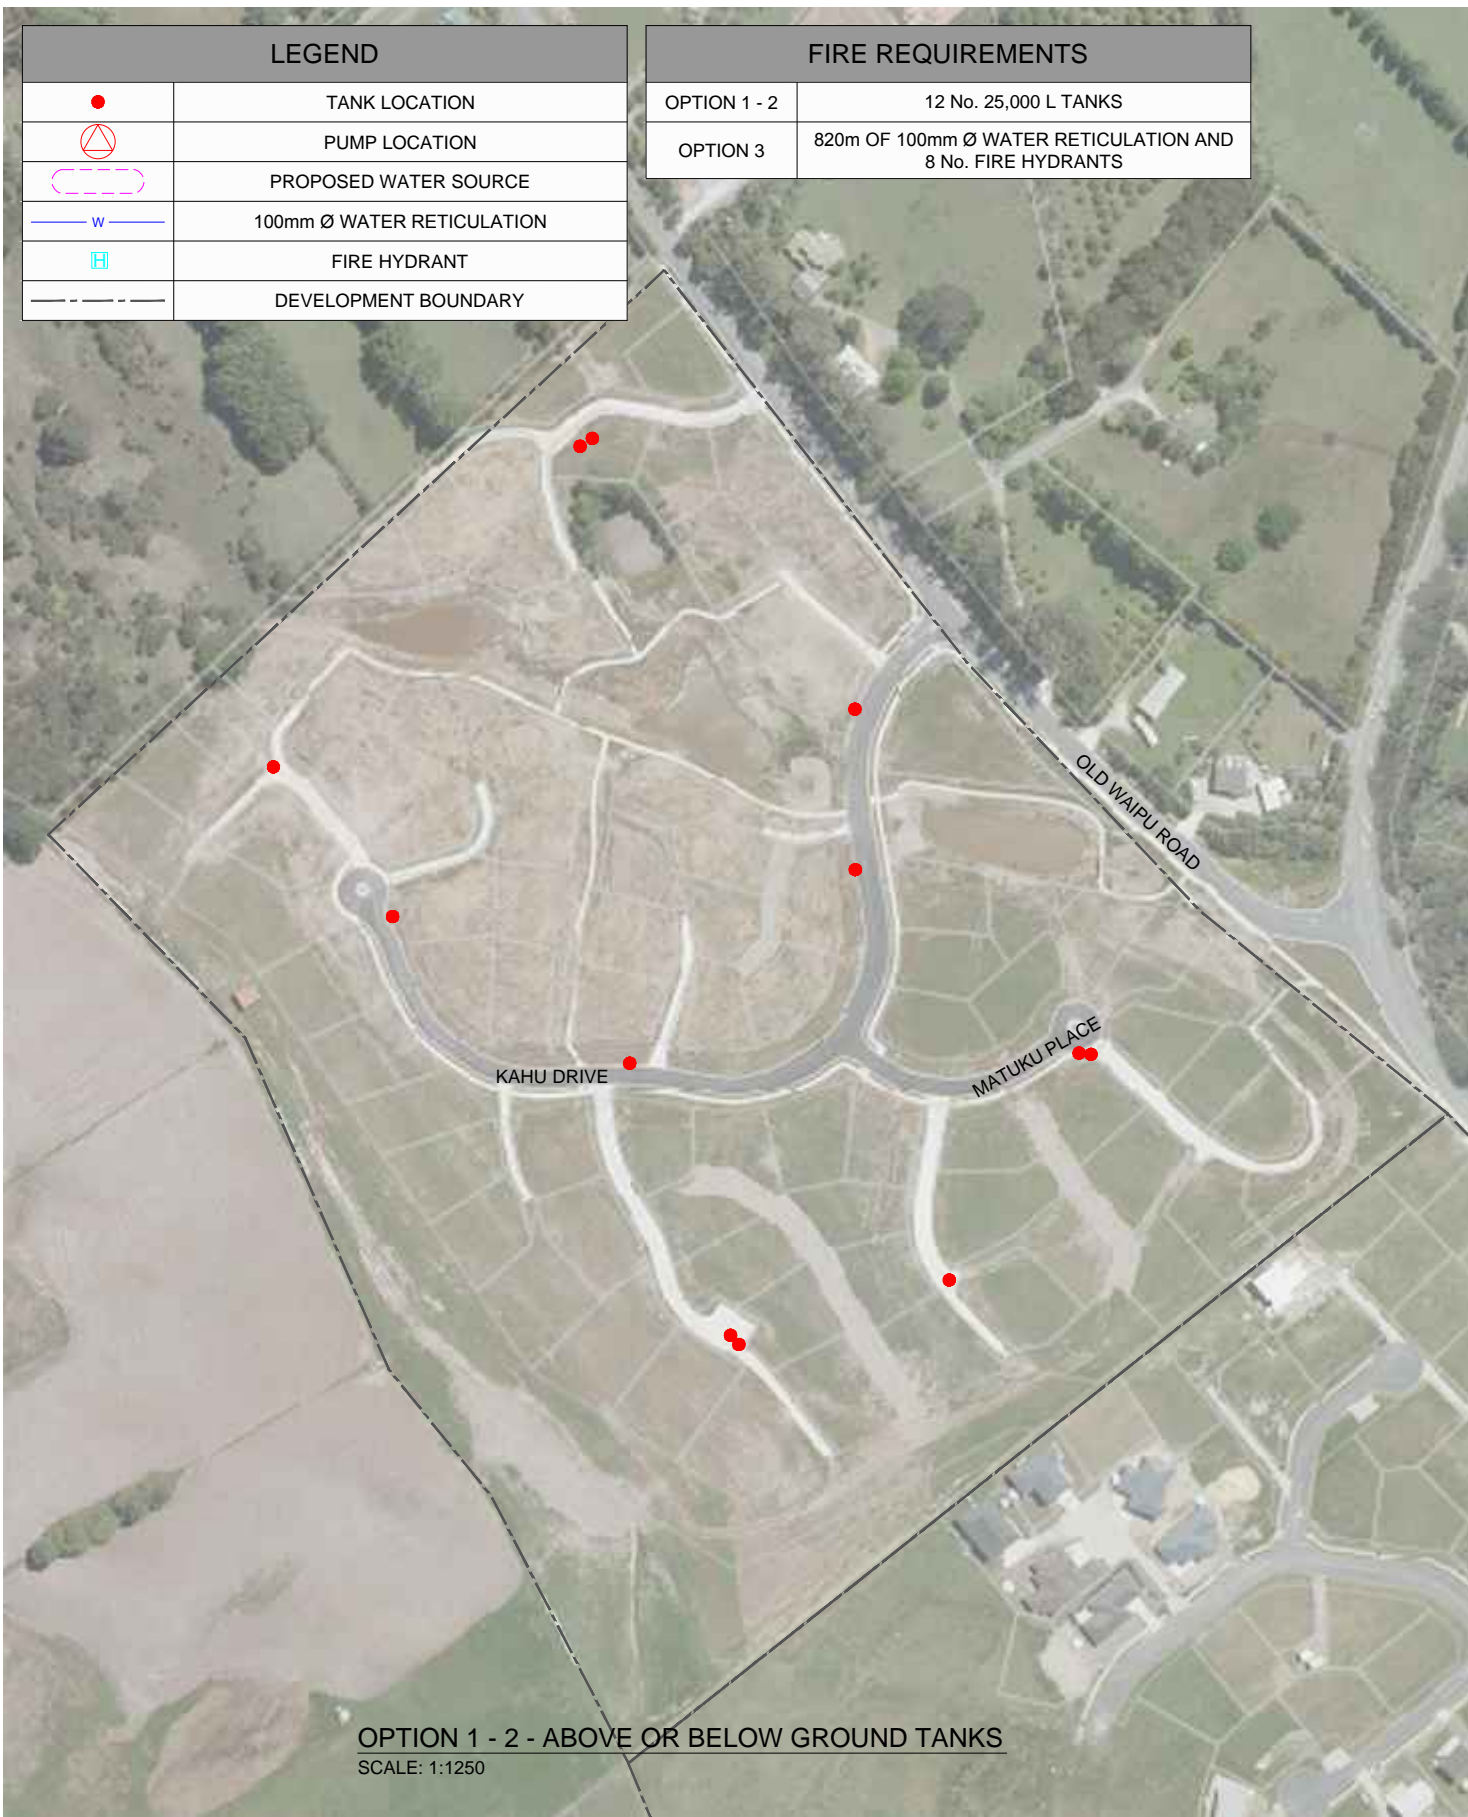 LEGEND
TANK LOCATION
PUMP LOCATION
PROPOSED WATER SOURCE
W
100mm Ø WATER RETICULATION
H
FIRE HYDRANT
DEVELOPMENT BOUNDARY
FIRE REQUIREMENTS
OPTION 1 - 2
12 No. 25,000 L TANKS
OPTION 3
820m OF 100mm Ø WATER RETICULATION AND
8 No. FIRE HYDRANTS
OLD WAIPU ROAD
MATUKU PLACE
KAHU DRIVE
OPTION 1 - 2 - ABOVE OR BELOW GROUND TANKS
SCALE: 1:1250